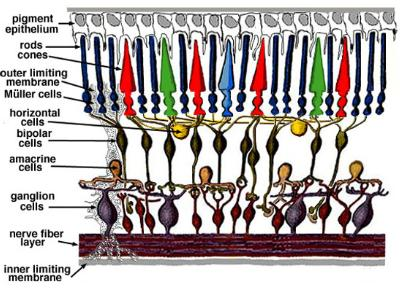 pigment
epithelium
rods
cones
outer limiting
membrane
Müller cells
horizontal
cells
bipolar
cells
amacrine
cells
ganglion
cells
nerve fiber
layer
inner limiting
membrane